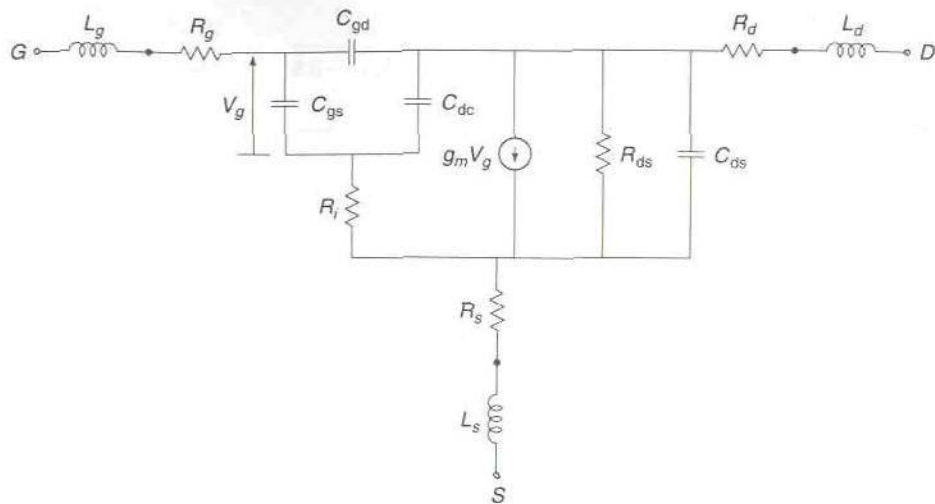 L_g
R_g
C_gd
R_d
L_d
G
D
V_g
C_gs
C_dc
g_mV_g
R_ds
C_ds
R_i
R_s
L_s
S